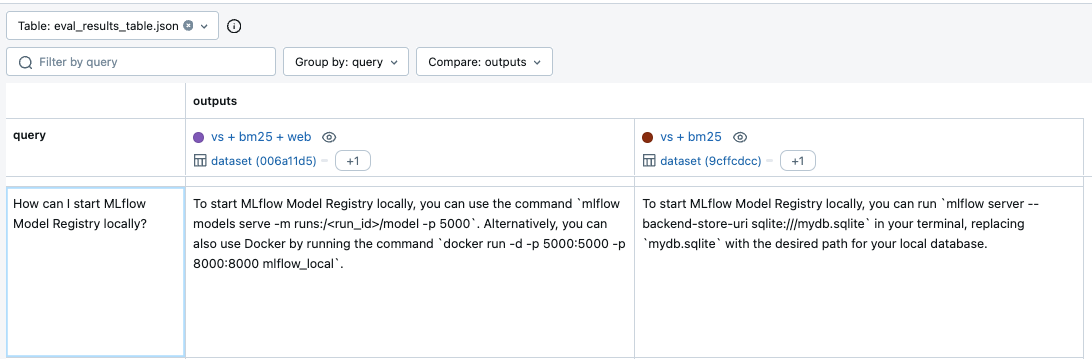 Table: eval_results_table.json
Filter by query
Group by: query
Compare: outputs
outputs
query
vs + bm25 + web
dataset (006a11d5)
+1
vs + bm25
dataset (9cffcdcc)
+1
How can I start MLflow
Model Registry locally?
To start MLflow Model Registry locally, you can use the command `mlflow
models serve -m runs:/<run_id>/model -p 5000`. Alternatively, you can
also use Docker by running the command `docker run -d -p 5000:5000 -p
8000:8000 mlflow_local`.
To start MLflow Model Registry locally, you can run `mlflow server --
backend-store-uri sqlite:///mydb.sqlite` in your terminal, replacing
`mydb.sqlite` with the desired path for your local database.